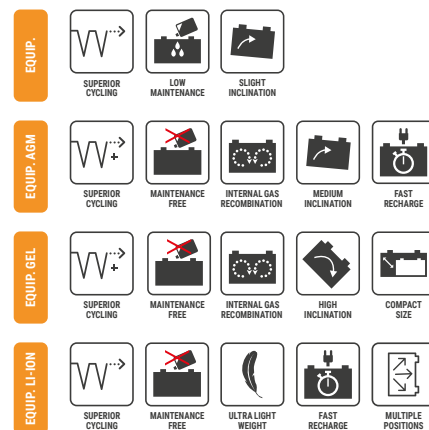 EQUIP.
SUPERIOR
CYCLING
LOW
MAINTENANCE
SLIGHT
INCLINATION
EQUIP. AGM
+
SUPERIOR
CYCLING
MAINTENANCE
FREE
INTERNAL GAS
RECOMBINATION
MEDIUM
INCLINATION
FAST
RECHARGE
EQUIP. GEL
+
SUPERIOR
CYCLING
MAINTENANCE
FREE
INTERNAL GAS
RECOMBINATION
HIGH
INCLINATION
COMPACT
SIZE
EQUIP. LI-ION
SUPERIOR
CYCLING
MAINTENANCE
FREE
ULTRA LIGHT
WEIGHT
FAST
RECHARGE
MULTIPLE
POSITIONS